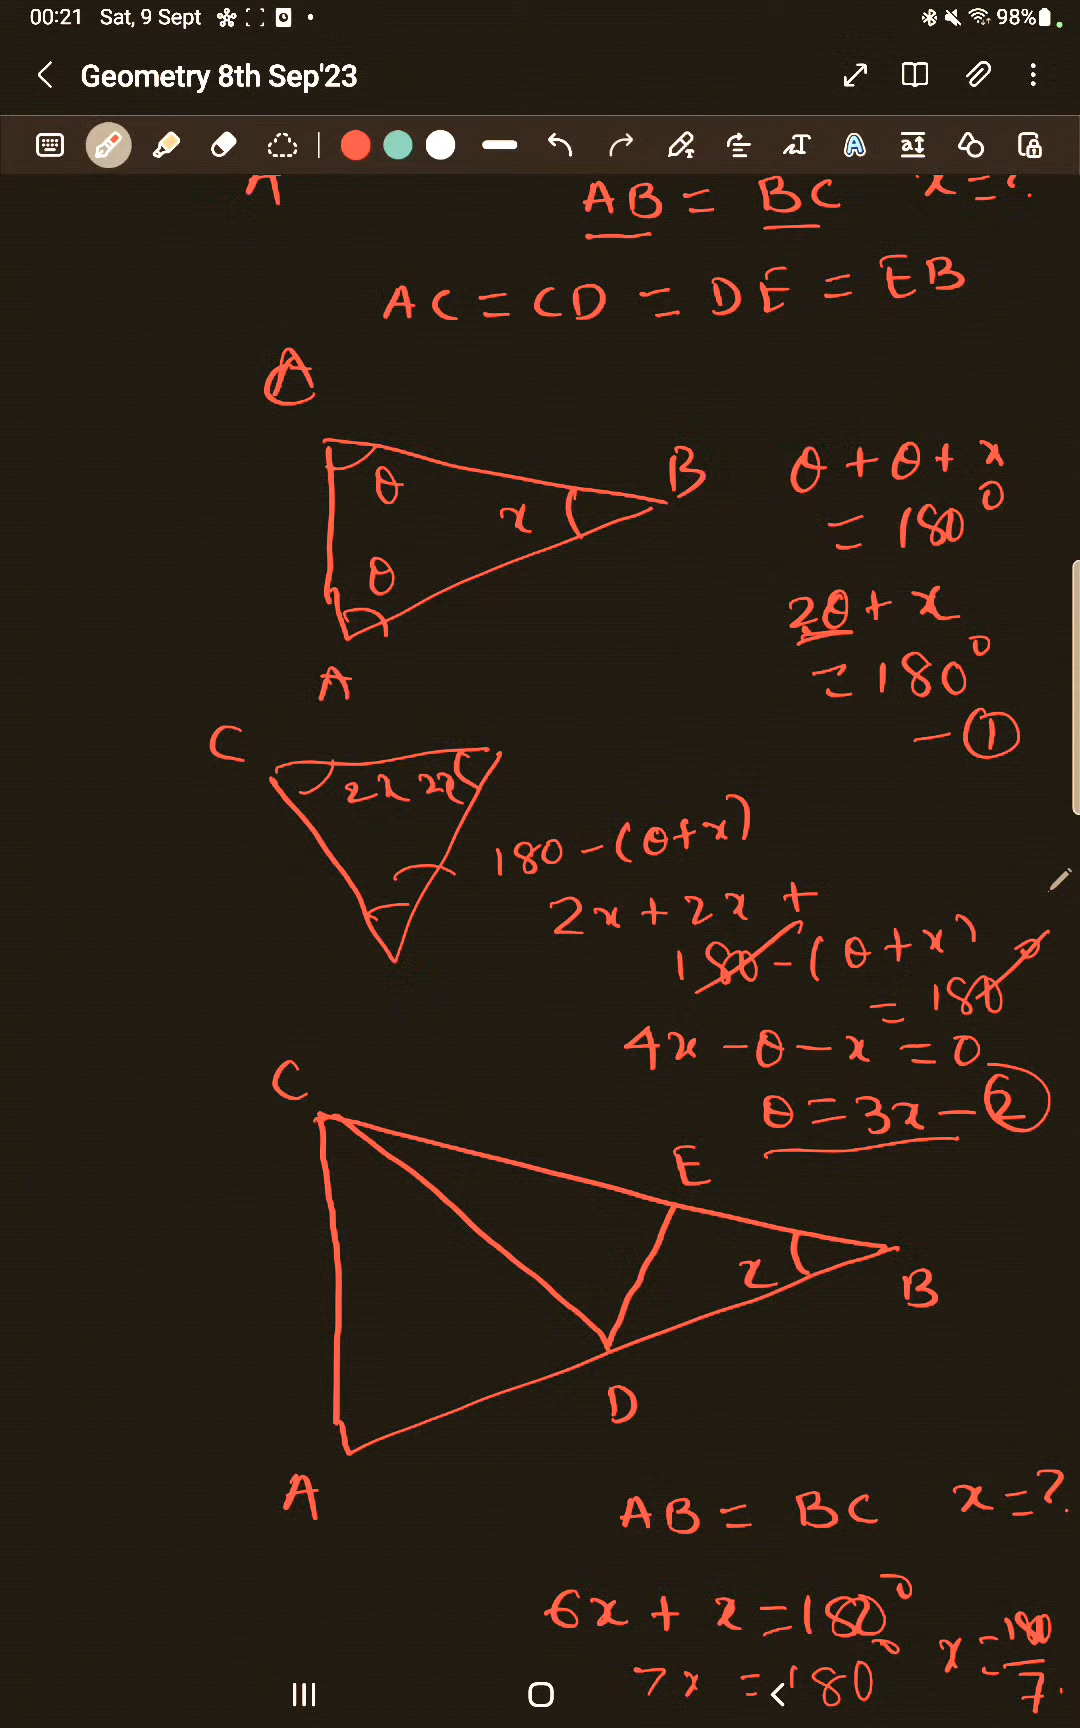 00:21 Sat, 9 Sept 98%
Geometry 8th Sep'23
A
AB = BC x = ?.
AC = CD = DE = EB
A
θ
B
x
θ
A
θ + θ + x
= 180°
2θ + x
= 180°
— ①
C
2x 2x
180 - (θ+x)
2x + 2x +
180 - (θ + x)
= 180°
4x - θ - x = 0
θ = 3x — ②
C
E
x
B
D
A
AB = BC x = ?.
6x + x = 180°
7x = 180° x = 180/7.